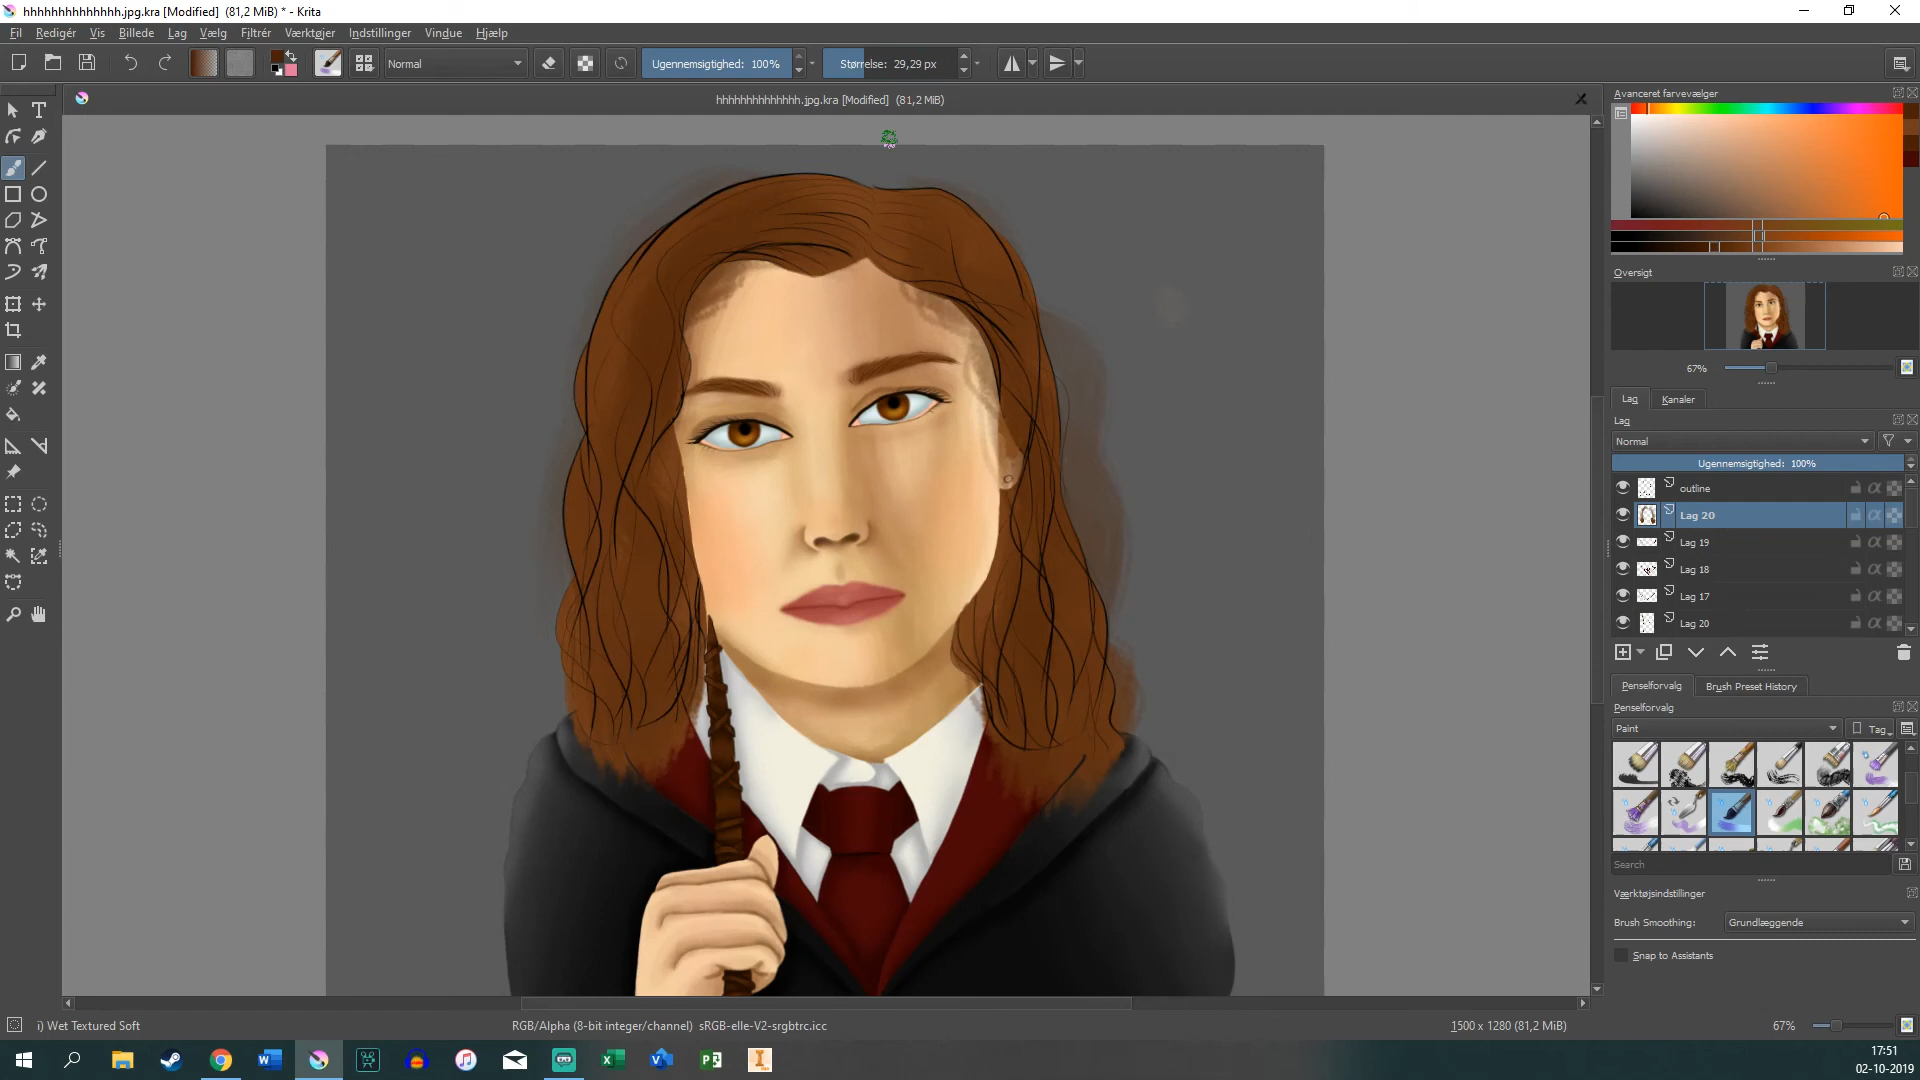 hhhhhhhhhhhhhh.jpg.kra [Modified] (81,2 MiB) * - Krita
Fil Redigér Vis Billede Lag Vælg Filtrér Værktøjer Indstillinger Vindue Hjælp
Normal Ugennemsigtighed: 100% Størrelse: 29,29 px
hhhhhhhhhhhhhh.jpg.kra [Modified] (81,2 MiB)
Avanceret farvevælger
Oversigt
67%
Lag Kanaler
Lag
Normal
Ugennemsigtighed: 100%
outline
Lag 20
Lag 19
Lag 18
Lag 17
Lag 20
Penselforvalg Brush Preset History
Penselforvalg
Paint Tag
Search
Værktøjsindstillinger
Brush Smoothing: Grundlæggende
Snap to Assistants
i) Wet Textured Soft RGB/Alpha (8-bit integer/channel) sRGB-elle-V2-srgbtrc.icc 1500 x 1280 (81,2 MiB) 67%
17:51
02-10-2019